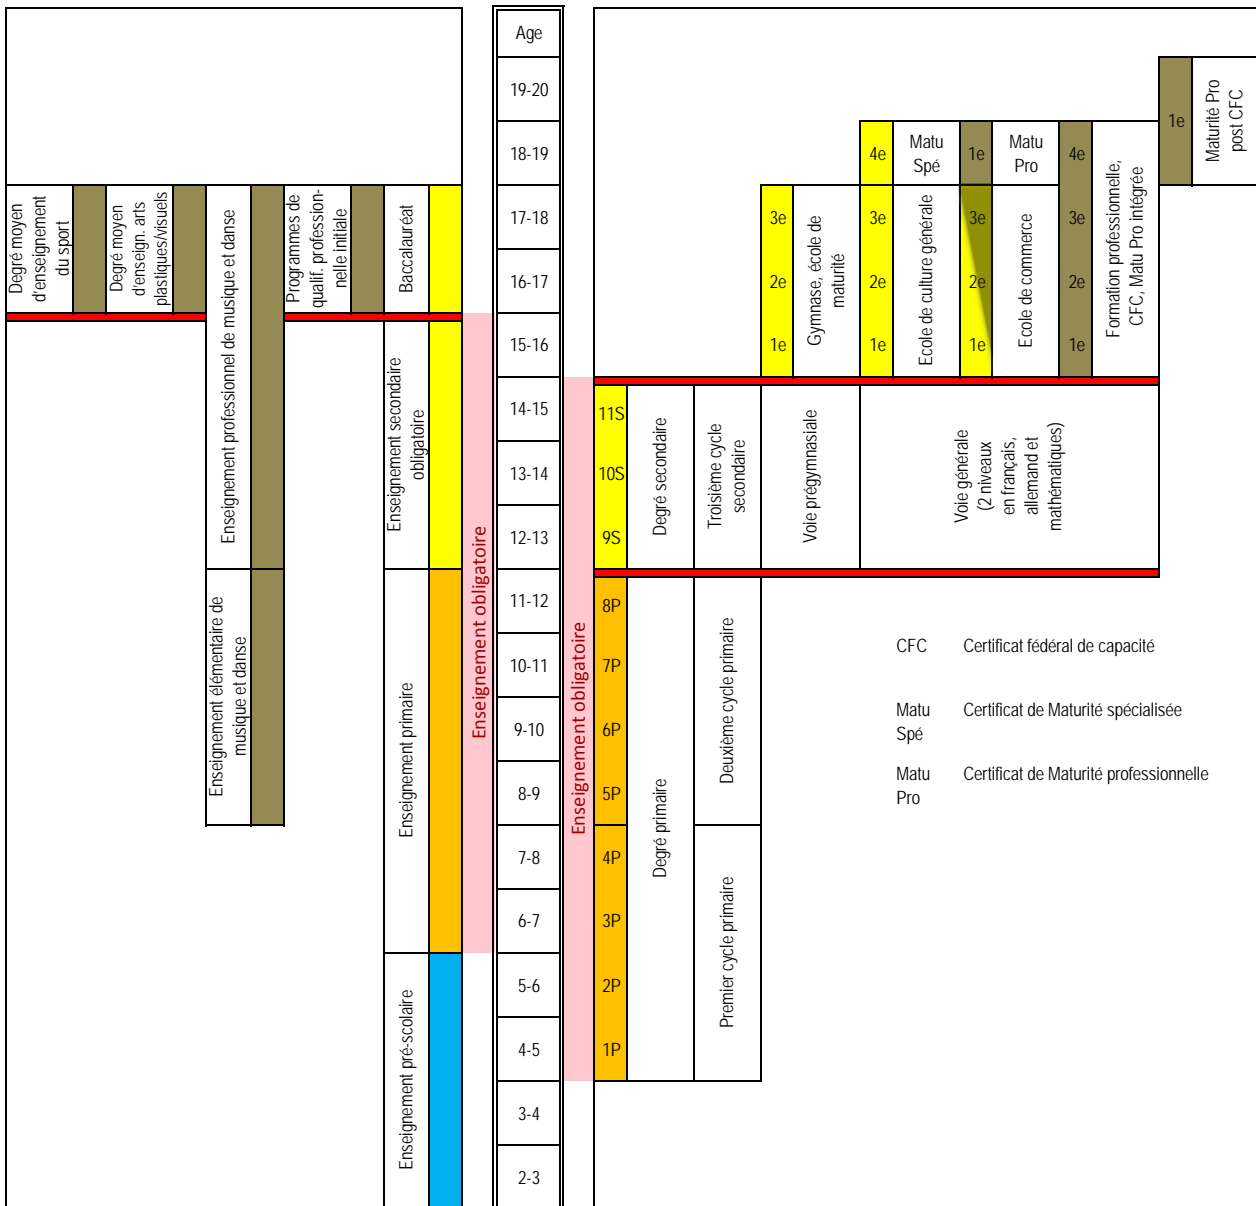 Degré moyen
d'enseignement
du sport
Degré moyen
d'enseign. arts
plastiques/visuels
Enseignement professionnel de musique et danse
Programmes de
qualif. profession-
nelle initiale
Baccalauréat
Enseignement secondaire
obligatoire
Enseignement élémentaire de
musique et danse
Enseignement primaire
Enseignement pré-scolaire
Enseignement obligatoire
Age
19-20
18-19
17-18
16-17
15-16
14-15
13-14
12-13
11-12
10-11
9-10
8-9
7-8
6-7
5-6
4-5
3-4
2-3
Enseignement obligatoire
1e
Maturité Pro
post CFC
4e
Matu
Spé
1e
Matu
Pro
4e
3e
3e
3e
3e
2e
2e
2e
2e
1e
1e
1e
1e
Gymnase, école de
maturité
Ecole de culture générale
Ecole de commerce
Formation professionnelle,
CFC, Matu Pro intégrée
11S
10S
9S
Degré secondaire
Troisième cycle
secondaire
Voie prégymnasiale
Voie générale
(2 niveaux
en français,
allemand et
mathématiques)
8P
7P
6P
5P
4P
3P
2P
1P
Degré primaire
Deuxième cycle primaire
Premier cycle primaire
CFC Certificat fédéral de capacité
Matu Certificat de Maturité spécialisée
Spé
Matu Certificat de Maturité professionnelle
Pro